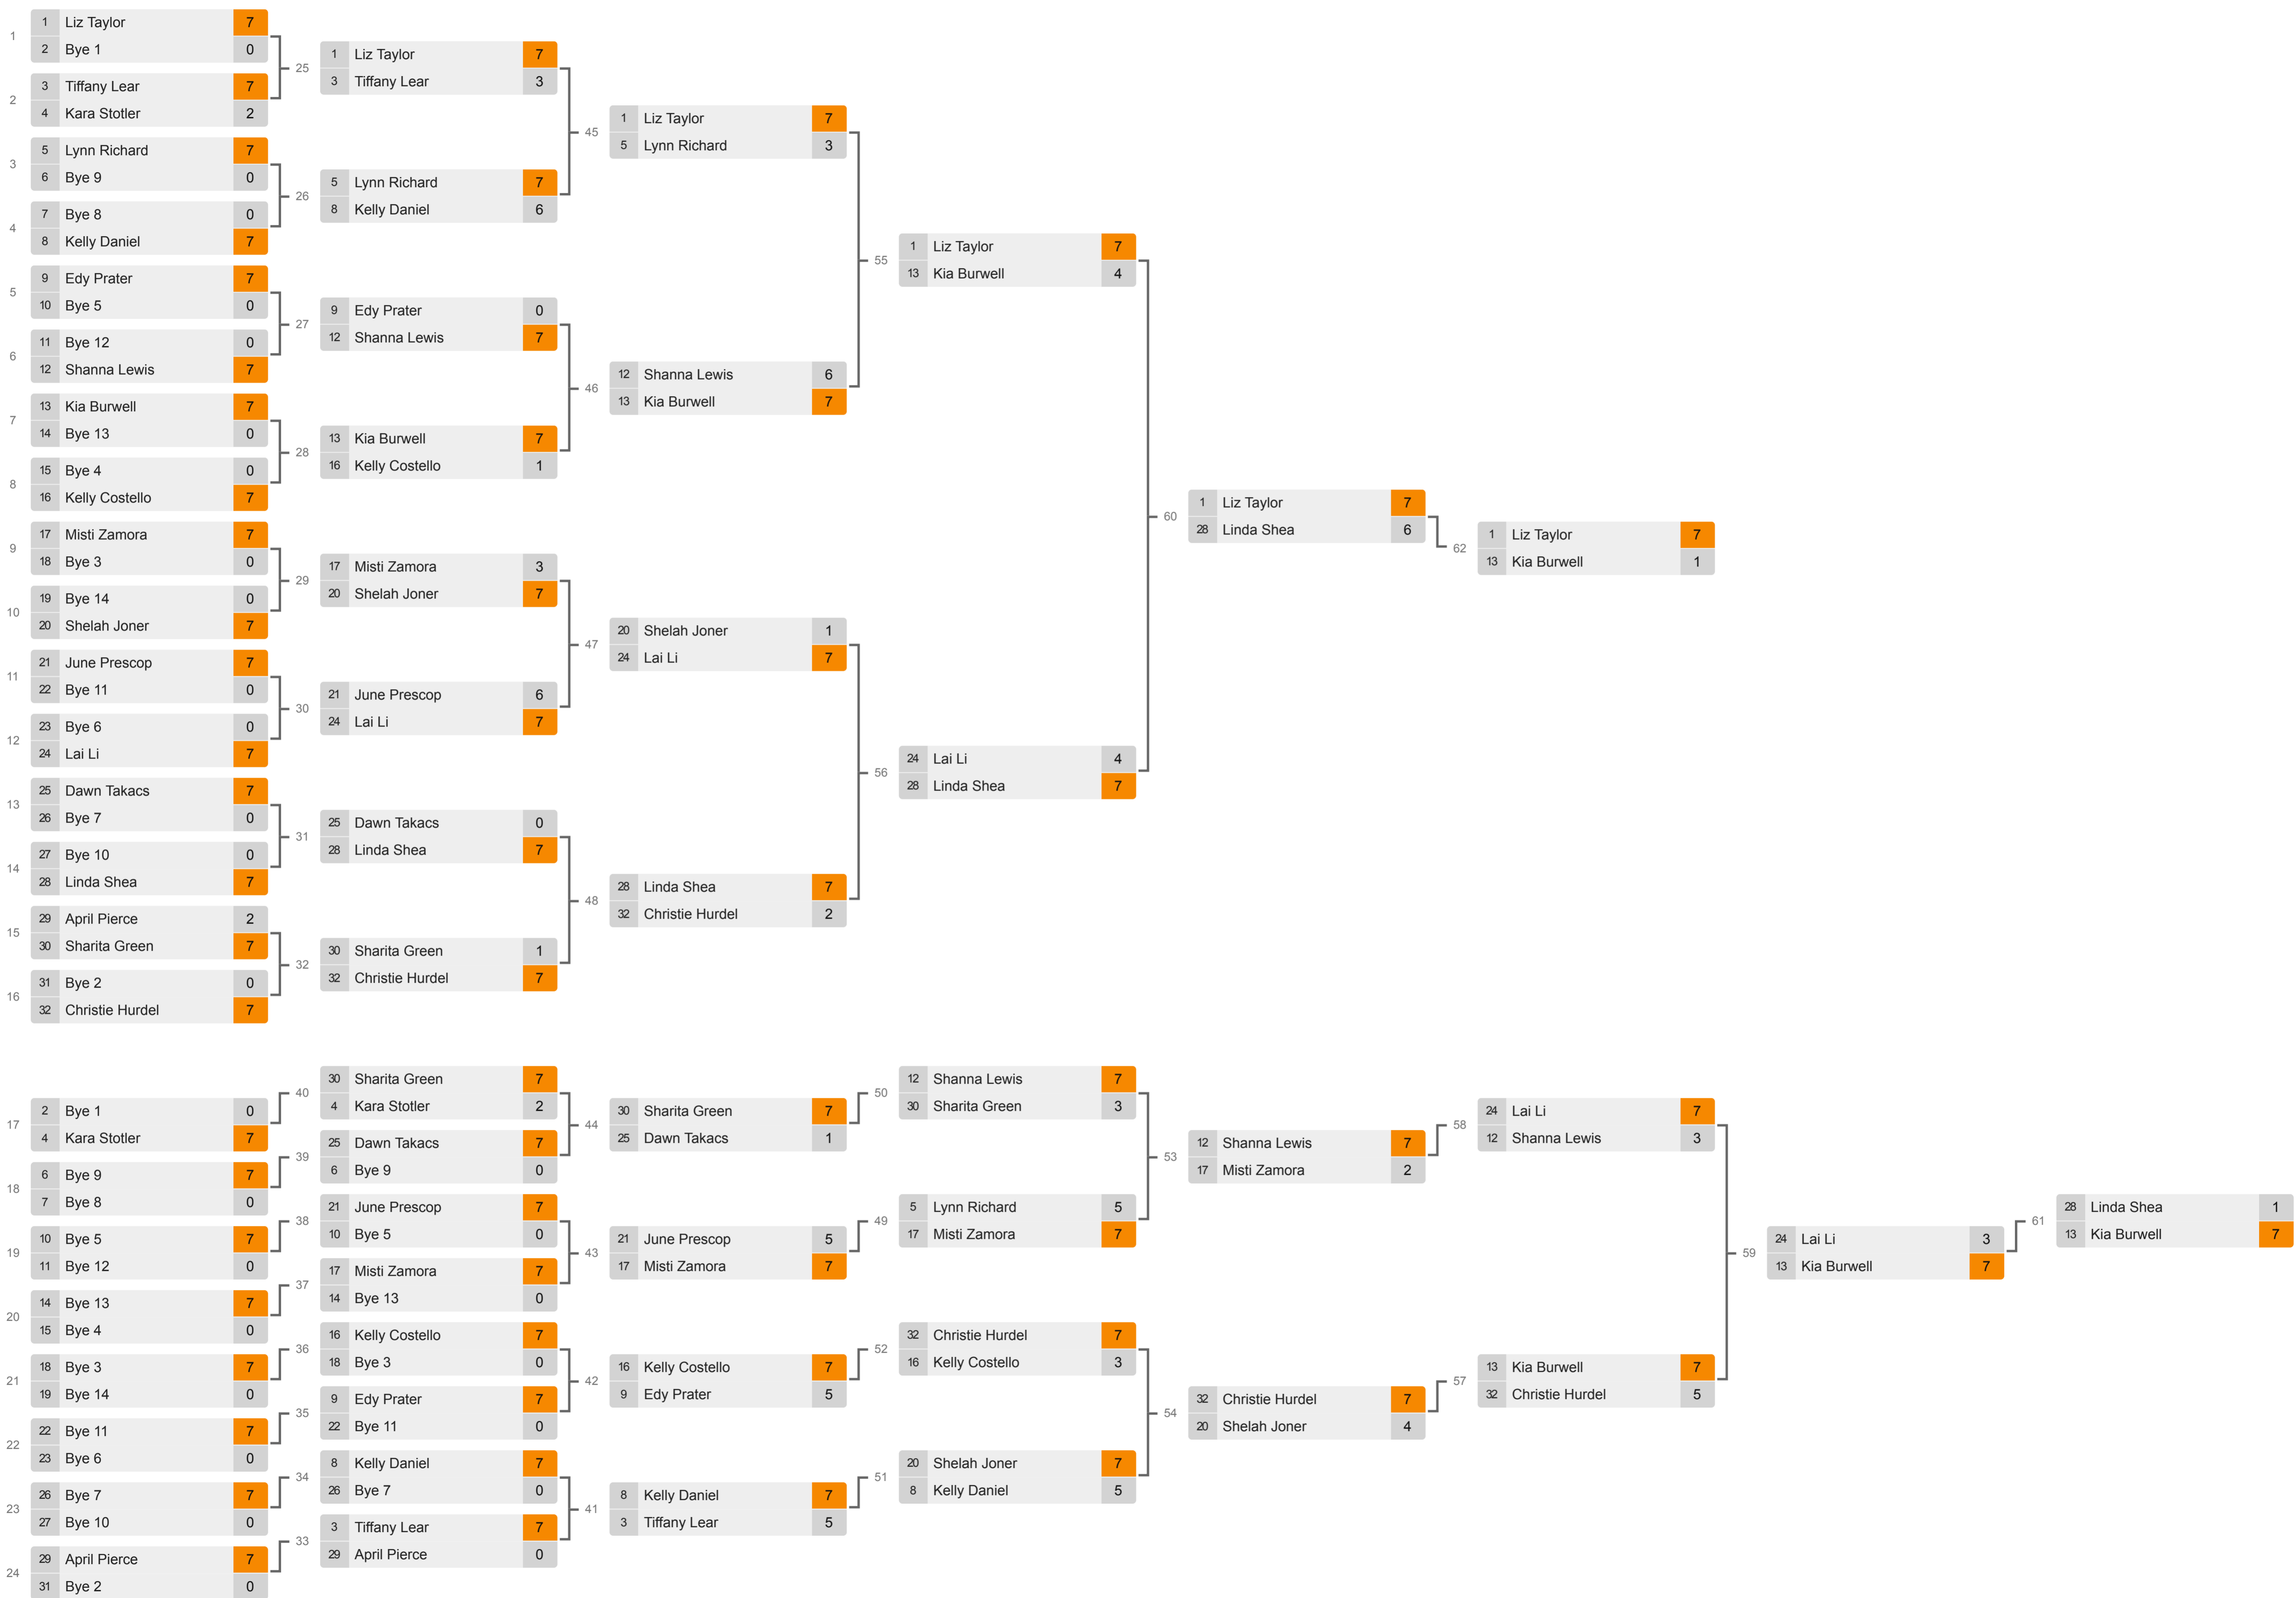 1
1 Liz Taylor 7
2 Bye 1 0
2
3 Tiffany Lear 7
4 Kara Stotler 2
3
5 Lynn Richard 7
6 Bye 9 0
4
7 Bye 8 0
8 Kelly Daniel 7
5
9 Edy Prater 7
10 Bye 5 0
6
11 Bye 12 0
12 Shanna Lewis 7
7
13 Kia Burwell 7
14 Bye 13 0
8
15 Bye 4 0
16 Kelly Costello 7
9
17 Misti Zamora 7
18 Bye 3 0
10
19 Bye 14 0
20 Shelah Joner 7
11
21 June Prescop 7
22 Bye 11 0
12
23 Bye 6 0
24 Lai Li 7
13
25 Dawn Takacs 7
26 Bye 7 0
14
27 Bye 10 0
28 Linda Shea 7
15
29 April Pierce 2
30 Sharita Green 7
16
31 Bye 2 0
32 Christie Hurdel 7
25
1 Liz Taylor 7
3 Tiffany Lear 3
26
5 Lynn Richard 7
8 Kelly Daniel 6
27
9 Edy Prater 0
12 Shanna Lewis 7
28
13 Kia Burwell 7
16 Kelly Costello 1
29
17 Misti Zamora 3
20 Shelah Joner 7
30
21 June Prescop 6
24 Lai Li 7
31
25 Dawn Takacs 0
28 Linda Shea 7
32
30 Sharita Green 1
32 Christie Hurdel 7
45
1 Liz Taylor 7
5 Lynn Richard 3
46
12 Shanna Lewis 6
13 Kia Burwell 7
47
20 Shelah Joner 1
24 Lai Li 7
48
28 Linda Shea 7
32 Christie Hurdel 2
55
1 Liz Taylor 7
13 Kia Burwell 4
56
24 Lai Li 4
28 Linda Shea 7
60
1 Liz Taylor 7
28 Linda Shea 6
62
1 Liz Taylor 7
13 Kia Burwell 1
17
2 Bye 1 0
4 Kara Stotler 7
18
6 Bye 9 7
7 Bye 8 0
19
10 Bye 5 7
11 Bye 12 0
20
14 Bye 13 7
15 Bye 4 0
21
18 Bye 3 7
19 Bye 14 0
22
22 Bye 11 7
23 Bye 6 0
23
26 Bye 7 7
27 Bye 10 0
24
29 April Pierce 7
31 Bye 2 0
40
30 Sharita Green 7
4 Kara Stotler 2
39
25 Dawn Takacs 7
6 Bye 9 0
38
21 June Prescop 7
10 Bye 5 0
37
17 Misti Zamora 7
14 Bye 13 0
36
16 Kelly Costello 7
18 Bye 3 0
35
9 Edy Prater 7
22 Bye 11 0
34
8 Kelly Daniel 7
26 Bye 7 0
33
3 Tiffany Lear 7
29 April Pierce 0
44
30 Sharita Green 7
25 Dawn Takacs 1
43
21 June Prescop 5
17 Misti Zamora 7
42
16 Kelly Costello 7
9 Edy Prater 5
41
8 Kelly Daniel 7
3 Tiffany Lear 5
50
12 Shanna Lewis 7
30 Sharita Green 3
49
5 Lynn Richard 5
17 Misti Zamora 7
52
32 Christie Hurdel 7
16 Kelly Costello 3
51
20 Shelah Joner 7
8 Kelly Daniel 5
53
12 Shanna Lewis 7
17 Misti Zamora 2
54
32 Christie Hurdel 7
20 Shelah Joner 4
58
24 Lai Li 7
12 Shanna Lewis 3
57
13 Kia Burwell 7
32 Christie Hurdel 5
59
24 Lai Li 3
13 Kia Burwell 7
61
28 Linda Shea 1
13 Kia Burwell 7